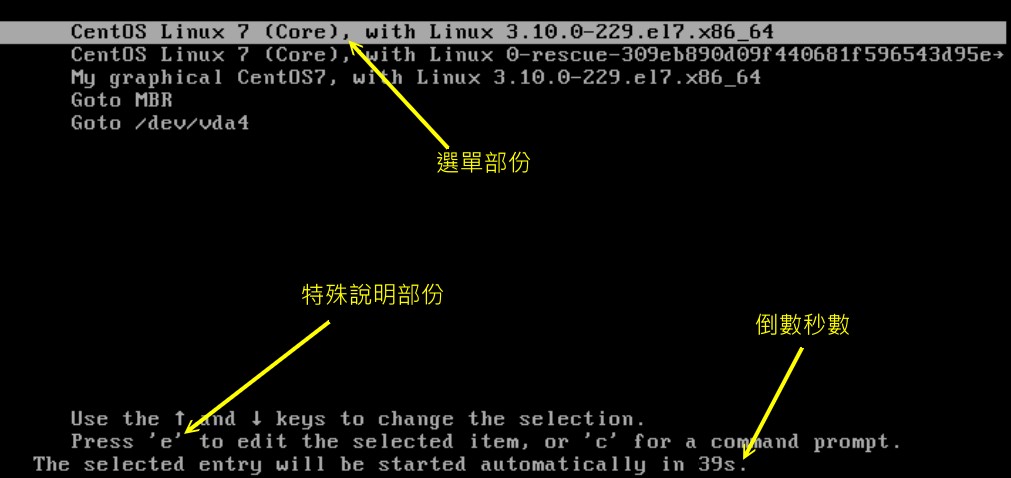 CentOS Linux 7 (Core), with Linux 3.10.0-229.el7.x86_64
CentOS Linux 7 (Core), with Linux 0-rescue-309eb890d09f440681f596543d95e→
My graphical CentOS7, with Linux 3.10.0-229.el7.x86_64
Goto MBR
Goto /dev/vda4
選單部份
特殊說明部份
倒數秒數
Use the ↑ and ↓ keys to change the selection.
Press 'e' to edit the selected item, or 'c' for a command prompt.
The selected entry will be started automatically in 39s.